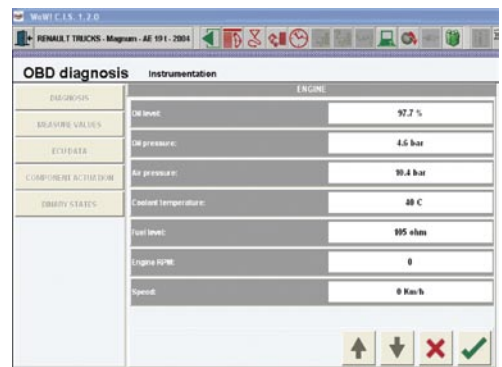 WoW! C.I.S. 1.2.0
RENAULT TRUCKS - Magnum - AE 19 t - 2004
OBD diagnosis Instrumentation
ENGINE
DIAGNOSIS
MEASURE VALUES
ECU DATA
COMPONENT ACTUATION
BINARY STATES
Oil level: 97.7 %
Oil pressure: 4.6 bar
Air pressure: 10.4 bar
Coolant temperature: 40 C
Fuel level: 105 ohm
Engine RPM: 0
Speed: 0 Km/h